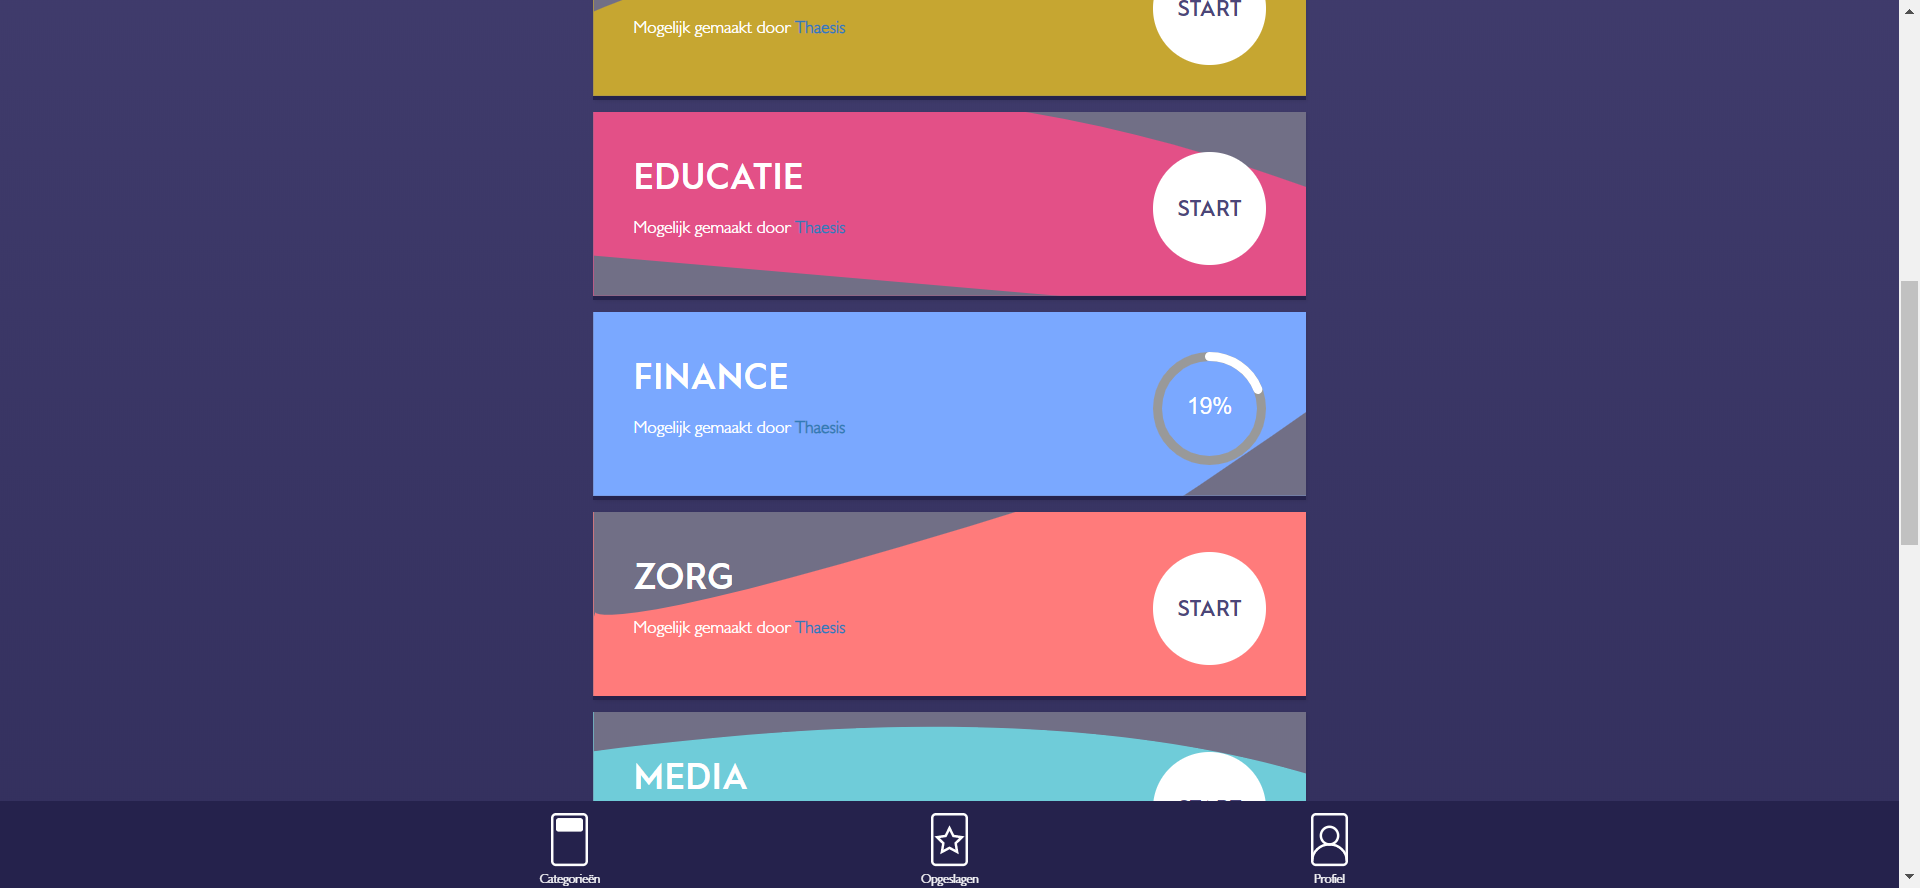 START
Mogelijk gemaakt door Thaesis
EDUCATIE
START
Mogelijk gemaakt door Thaesis
FINANCE
19%
Mogelijk gemaakt door Thaesis
ZORG
START
Mogelijk gemaakt door Thaesis
MEDIA
Categorieën
Opgeslagen
Profiel